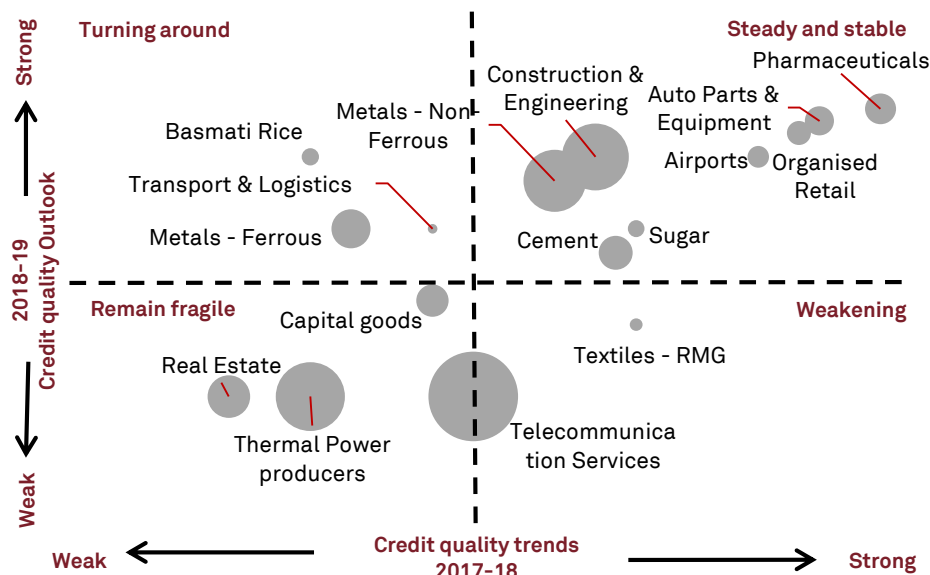 Strong
Turning around
Steady and stable
Pharmaceuticals
Construction &
Engineering
Auto Parts &
Equipment
Metals - Non-
Ferrous
Basmati Rice
Airports
Organised
Retail
Transport & Logistics
Metals - Ferrous
Cement
Sugar
2018-19
Credit quality Outlook
Remain fragile
Weakening
Capital goods
Textiles - RMG
Real Estate
Thermal Power
producers
Telecommunica
tion Services
Weak
Weak
Credit quality trends
2017-18
Strong